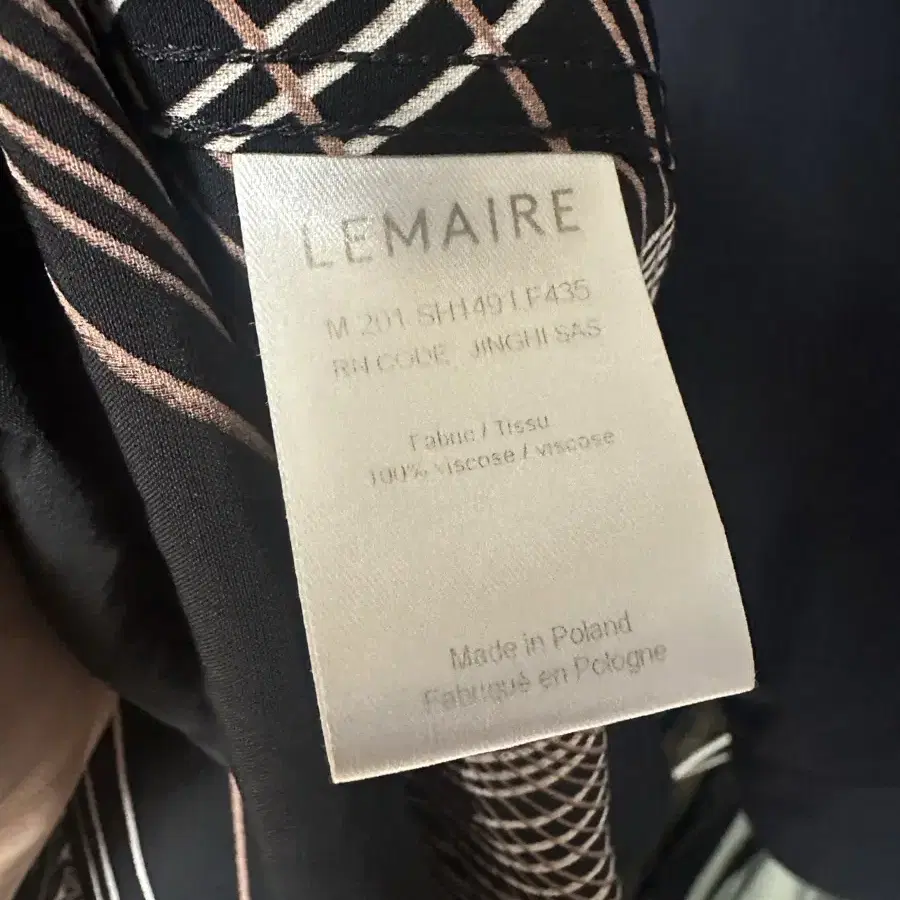 LEMAIRE
M 201 SH149 LF435
RN CODE JINGHI SAS
Fabric / Tissu
100% viscose / viscose
Made in Poland
Fabriqué en Pologne